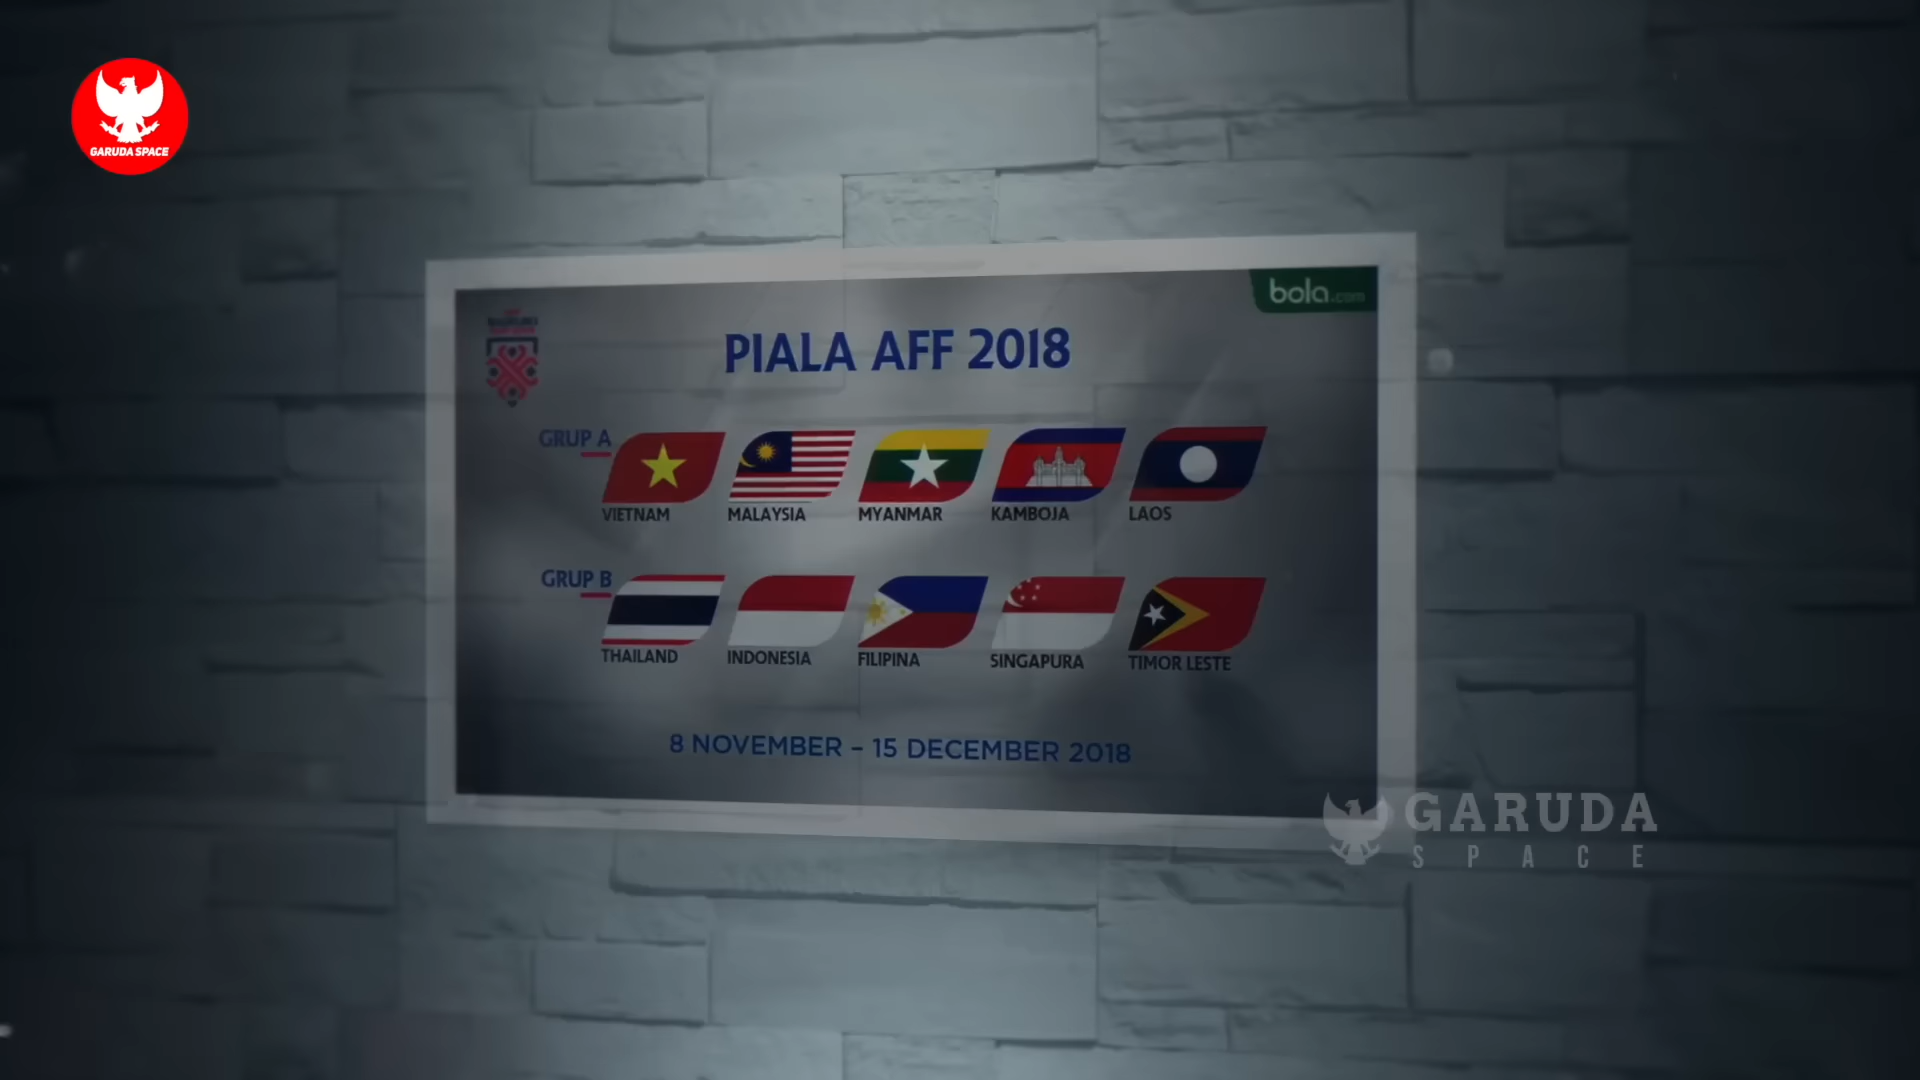 GARUDA SPACE
bola.com
PIALA AFF 2018
GRUP A
VIETNAM
MALAYSIA
MYANMAR
KAMBOJA
LAOS
GRUP B
THAILAND
INDONESIA
FILIPINA
SINGAPURA
TIMOR LESTE
8 NOVEMBER – 15 DECEMBER 2018
GARUDA
SPACE